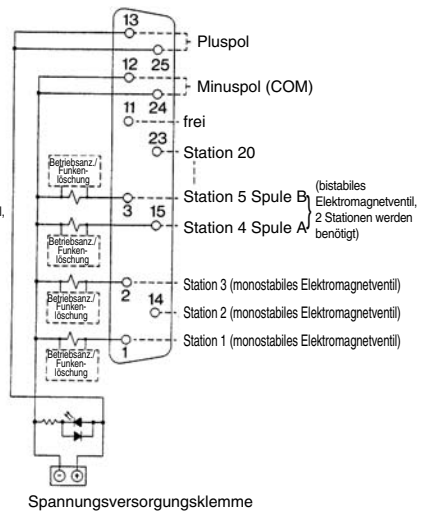 13
Pluspol
12 25
Minuspol (COM)
24
11
frei
23
Station 20
Betriebsanz./
Funken-
löschung
Station 5 Spule B
(bistabiles
Elektromagnetventil,
2 Stationen werden
benötigt)
3 15
Station 4 Spule A
Betriebsanz./
Funken-
löschung
Station 3 (monostabiles Elektromagnetventil)
2 14
Betriebsanz./
Funken-
löschung
Station 2 (monostabiles Elektromagnetventil)
Station 1 (monostabiles Elektromagnetventil)
1
Betriebsanz./
Funken-
löschung
Spannungsversorgungsklemme